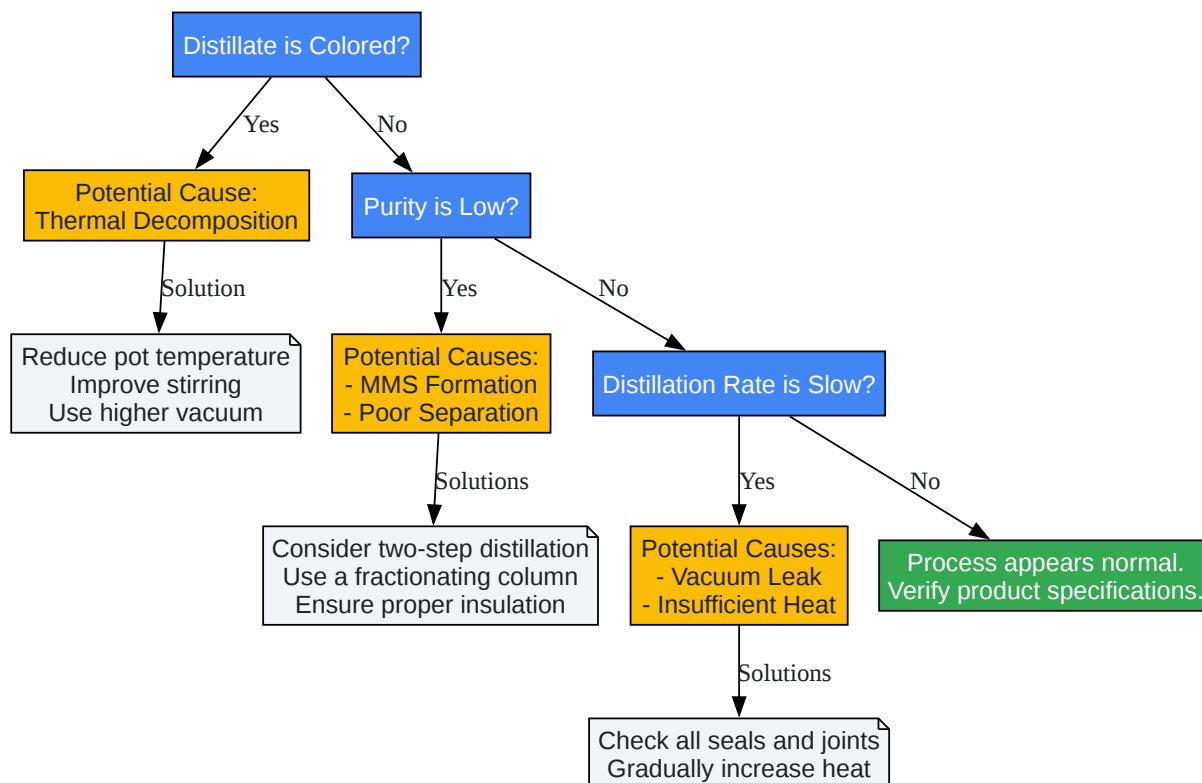 Distillate is Colored?
Yes
No
Potential Cause:
Thermal Decomposition
Purity is Low?
Solution
Yes
No
Reduce pot temperature
Improve stirring
Use higher vacuum
Potential Causes:
- MMS Formation
- Poor Separation
Distillation Rate is Slow?
Solutions
Yes
No
Consider two-step distillation
Use a fractionating column
Ensure proper insulation
Potential Causes:
- Vacuum Leak
- Insufficient Heat
Process appears normal.
Verify product specifications.
Solutions
Check all seals and joints
Gradually increase heat